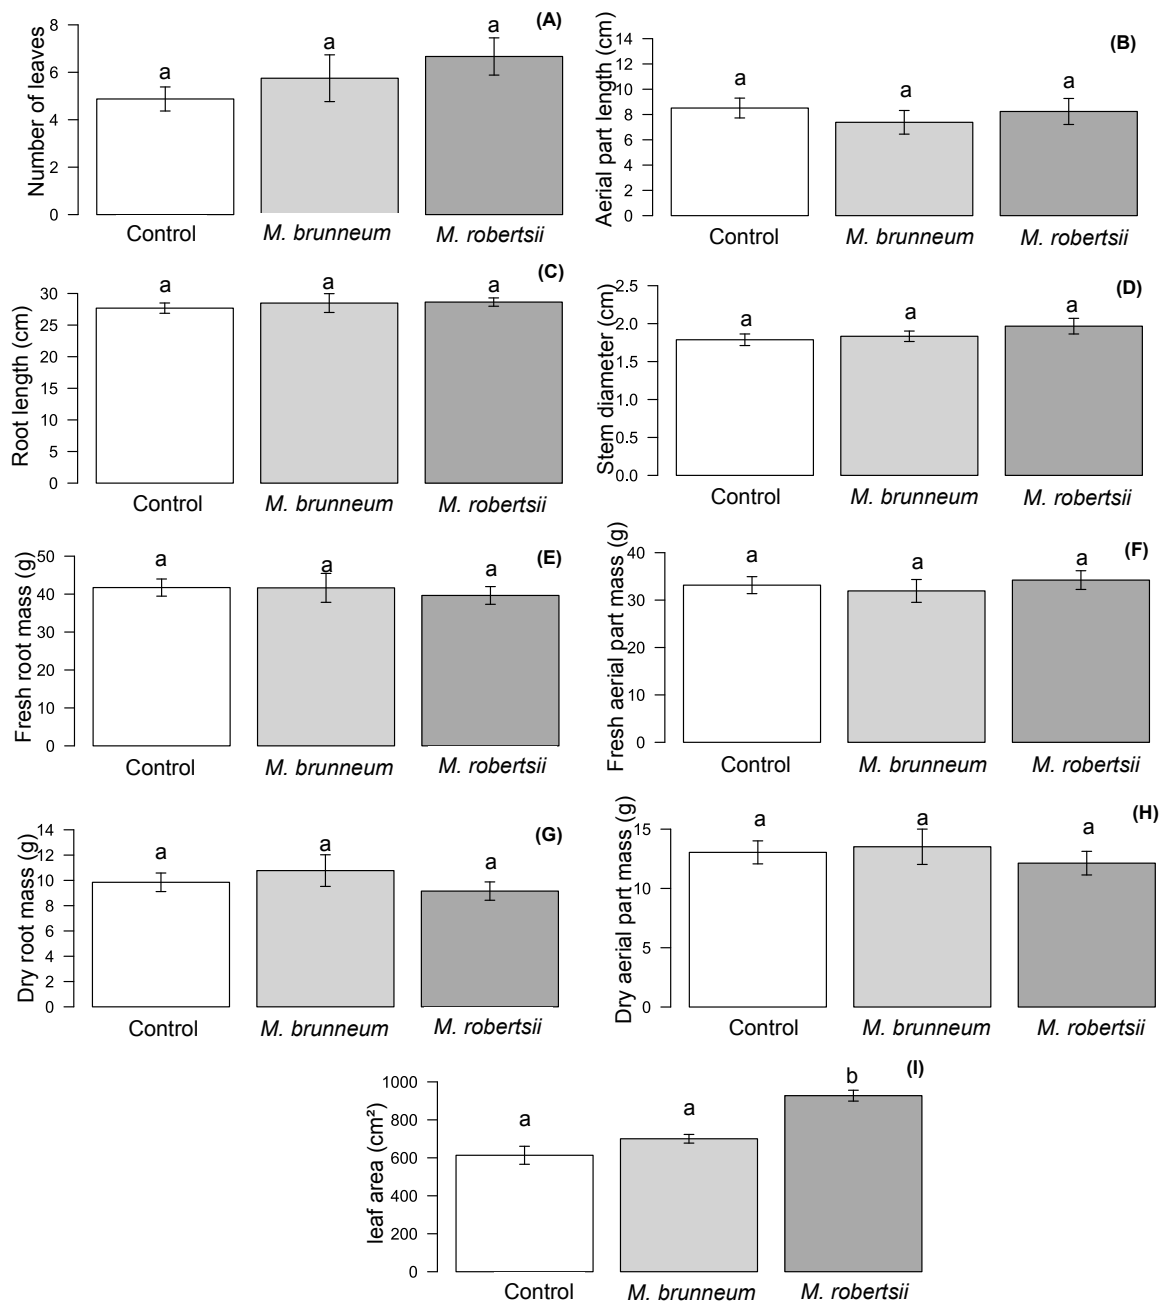 (A)
Number of leaves
8
6
4
2
0
a
a
a
Control
M. brunneum
M. robertsii
(B)
Aerial part length (cm)
14
12
10
8
6
4
2
0
a
a
a
Control
M. brunneum
M. robertsii
(C)
Root length (cm)
30
25
20
15
10
5
0
a
a
a
Control
M. brunneum
M. robertsii
(D)
Stem diameter (cm)
2.5
2.0
1.5
1.0
0.5
0.0
a
a
a
Control
M. brunneum
M. robertsii
(E)
Fresh root mass (g)
50
40
30
20
10
0
a
a
a
Control
M. brunneum
M. robertsii
(F)
Fresh aerial part mass (g)
40
30
20
10
0
a
a
a
Control
M. brunneum
M. robertsii
(G)
Dry root mass (g)
14
12
10
8
6
4
2
0
a
a
a
Control
M. brunneum
M. robertsii
(H)
Dry aerial part mass (g)
15
10
5
0
a
a
a
Control
M. brunneum
M. robertsii
(I)
leaf area (cm²)
1000
800
600
400
200
0
a
a
b
Control
M. brunneum
M. robertsii